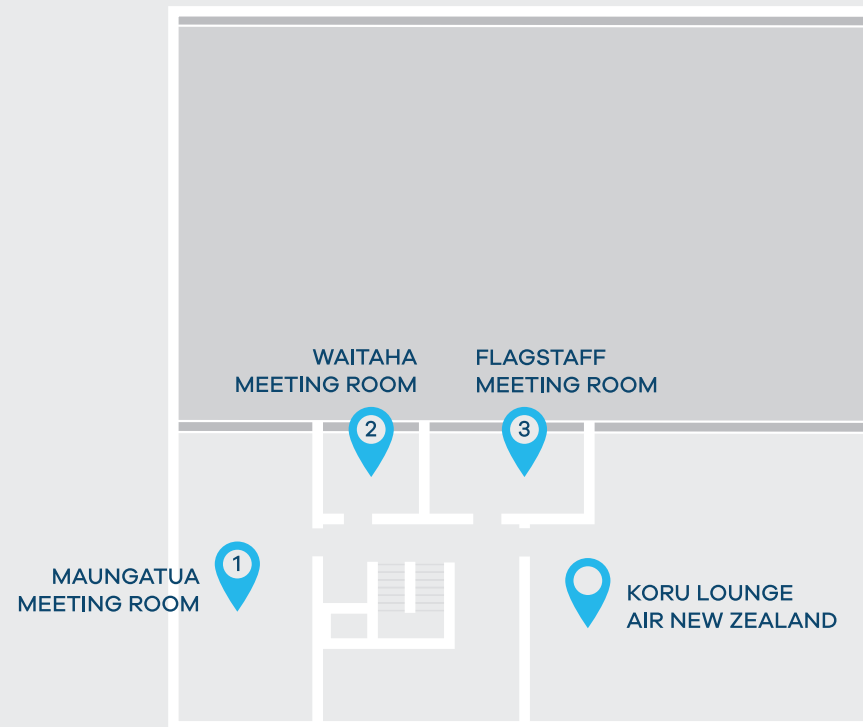 WAITAHA
MEETING ROOM
2
FLAGSTAFF
MEETING ROOM
3
MAUNGATUA
MEETING ROOM
1
KORU LOUNGE
AIR NEW ZEALAND